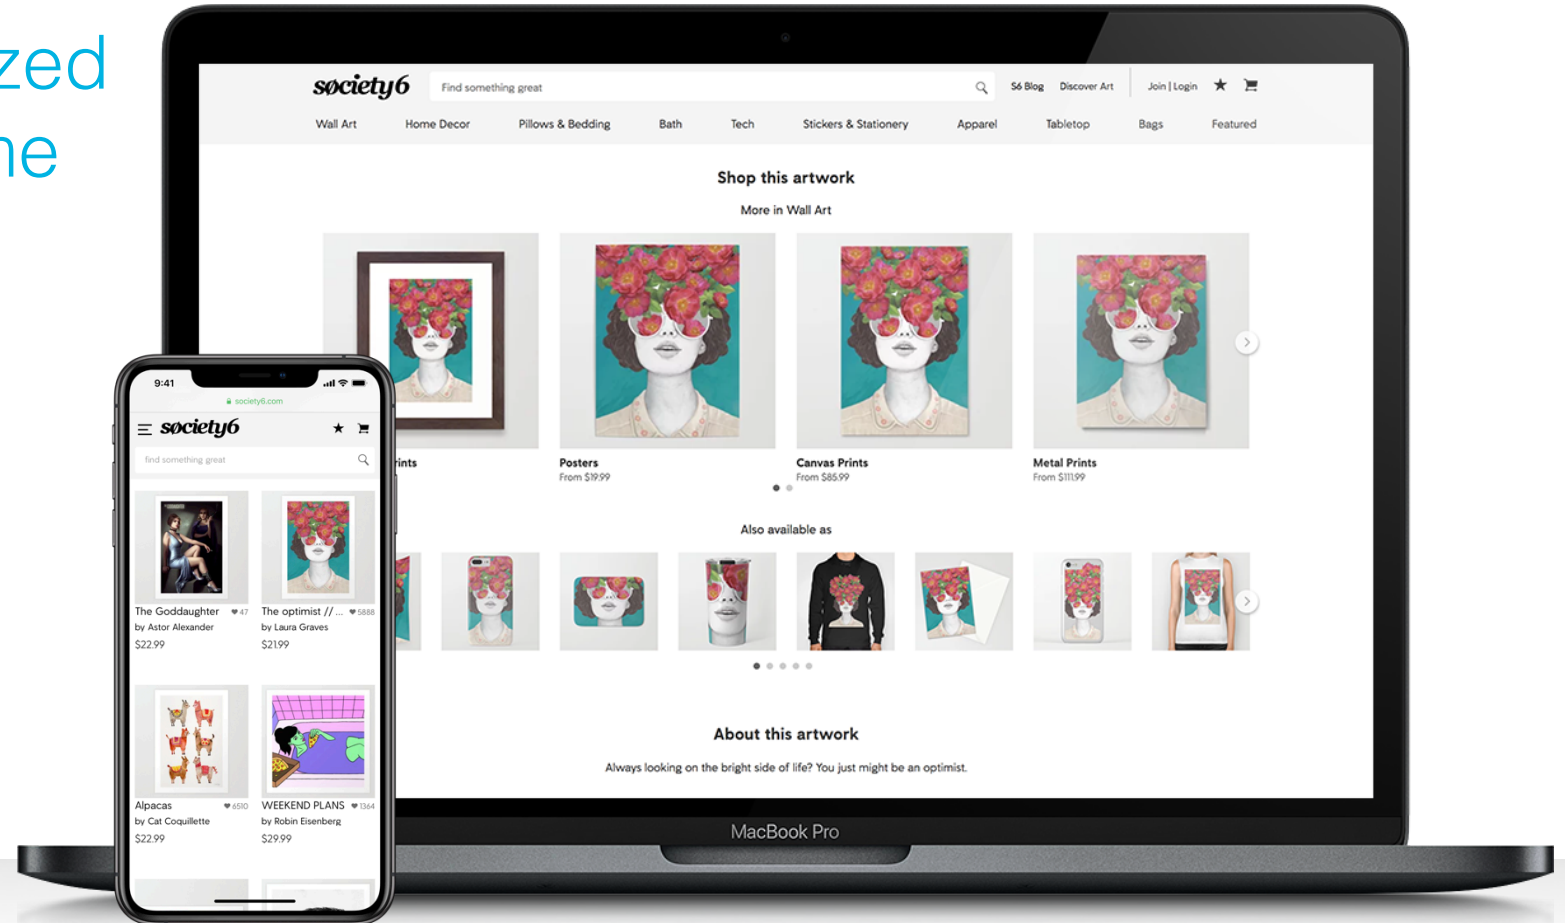 zed
ne
søciety6
Find something great
S6 Blog Discover Art Join | Login
Wall Art Home Decor Pillows & Bedding Bath Tech Stickers & Stationery Apparel Tabletop Bags Featured
Shop this artwork
More in Wall Art
rints Posters Canvas Prints Metal Prints
From $19.99 From $85.99 From $111.99
Also available as
About this artwork
Always looking on the bright side of life? You just might be an optimist.
MacBook Pro
9:41
society6.com
søciety6
find something great
The Goddaughter 47 The optimist // ... 5888
by Astor Alexander by Laura Graves
$22.99 $21.99
Alpacas 6510 WEEKEND PLANS 1364
by Cat Coquillette by Robin Eisenberg
$22.99 $29.99